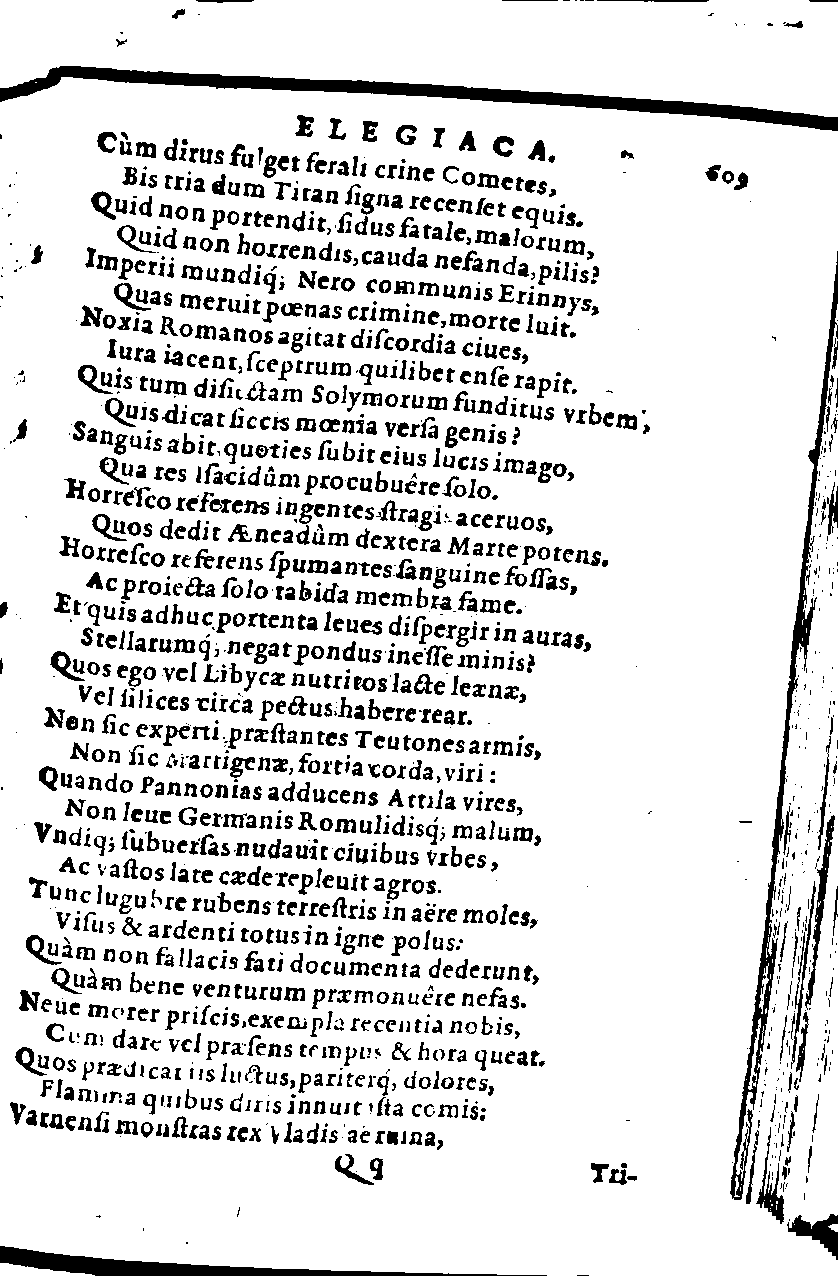 ELEGIACA.
609
Cùm dirus fulget ferali crine Cometes,
Bis tria dum Titan ſigna recenſet equis.
Quid non portendit, ſidus fatale, malorum,
Quid non horrendis, cauda nefanda, pilis?
Imperii mundiq́; Nero communis Erinnys,
Quas meruit pœnas crimine, morte luit.
Noxia Romanos agitat diſcordia ciues,
Iura iacent, ſceptrum quilibet enſe rapit.
Quis tum diſiectam Solymorum funditus vrbem,
Quis dicat ſiccis mœnia verſa genis?
Sanguis abit, quoties ſubit eius lucis imago,
Qua res Iſacidûm procubuêre ſolo.
Horreſco referens ingentes ſtragis aceruos,
Quos dedit Æneadûm dextera Marte potens.
Horreſco referens ſpumantes ſanguine foſſas,
Ac proiecta ſolo tabida membra fame.
Et quis adhuc portenta leues diſpergit in auras,
Stellarumq́; negat pondus ineſſe minis?
Quos ego vel Libycæ nutritos lacte leænæ,
Vel ſilices circa pectus habere rear.
Non ſic experti præſtantes Teutones armis,
Non ſic Martigenæ, fortia corda, viri:
Quando Pannonias adducens Attila vires,
Non leue Germanis Romulidisq́; malum,
Vndiq; ſubuerſas nudauit ciuibus vrbes,
Ac vaſtos late cæde repleuit agros.
Tunc lugubre rubens terreſtris in aëre moles,
Viſus & ardenti totus in igne polus:
Quàm non fallacis fati documenta dederunt,
Quàm bene venturum præmonuêre nefas.
Neue morer priſcis, exempla recentia nobis,
Cum dare vel præſens tempus & hora queat.
Quos prædicat iis luctus, pariterq́, dolores,
Flamma quibus diris innuit iſta comis:
Varnenſi monſtras rex Vladislae ruina,
Qq
Tri-